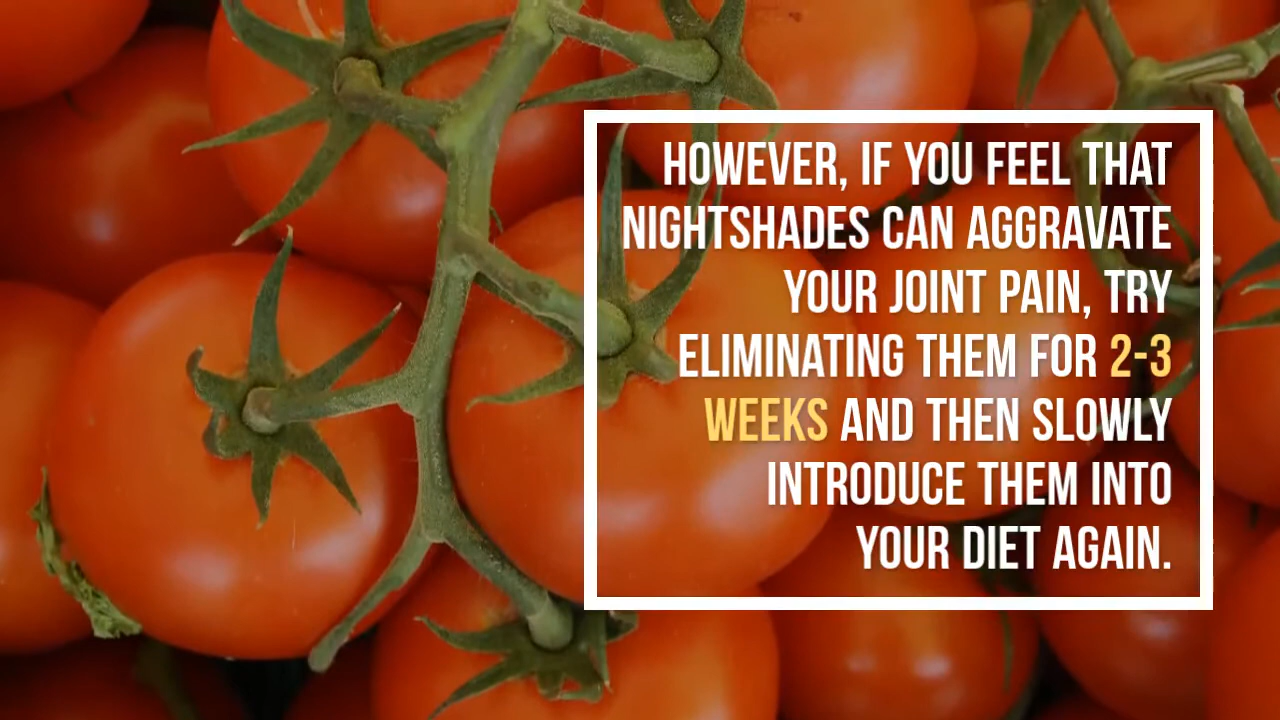 HOWEVER, IF YOU FEEL THAT
NIGHTSHADES CAN AGGRAVATE
YOUR JOINT PAIN, TRY
ELIMINATING THEM FOR 2-3
WEEKS AND THEN SLOWLY
INTRODUCE THEM INTO
YOUR DIET AGAIN.